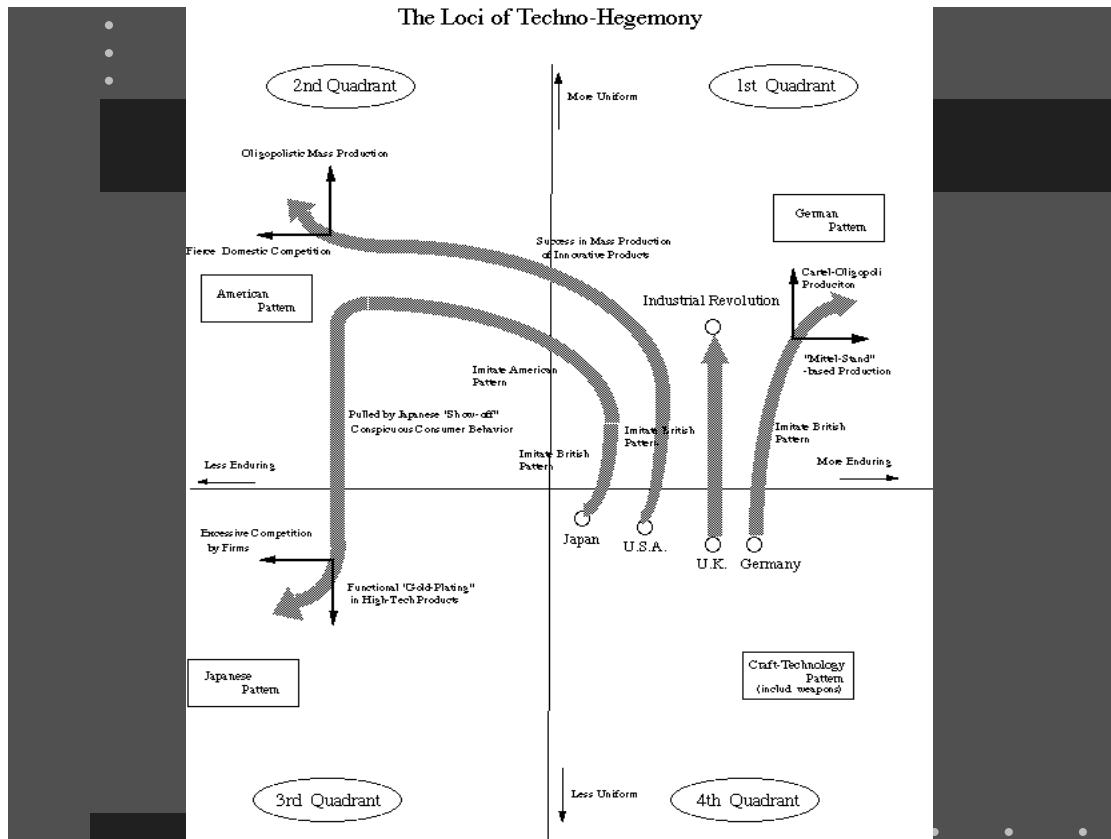 The Loci of Techno-Hegemony
2nd Quadrant
1st Quadrant
More Uniform
Oligopolistic Mass Production
Fierce Domestic Competition
American
Pattern
Success in Mass Production
of Innovative Products
German
Pattern
Cartel-Oligopoli
Produciton
Industrial Revolution
"Mittel-Stand"
-based Production
Imitate American
Pattern
Pulled by Japanese "Show-off"
Conspicuous Consumer Behavior
Imitate British
Pattern
Imitate British
Pattern
Imitate British
Pattern
Less Enduring
More Enduring
Japan
U.S.A.
U.K.
Germany
Excessive Competition
by Firms
Functional "Gold-Plating"
in High-Tech Products
Japanese
Pattern
Craft-Technology
Pattern
(includ. weapons)
3rd Quadrant
Less Uniform
4th Quadrant